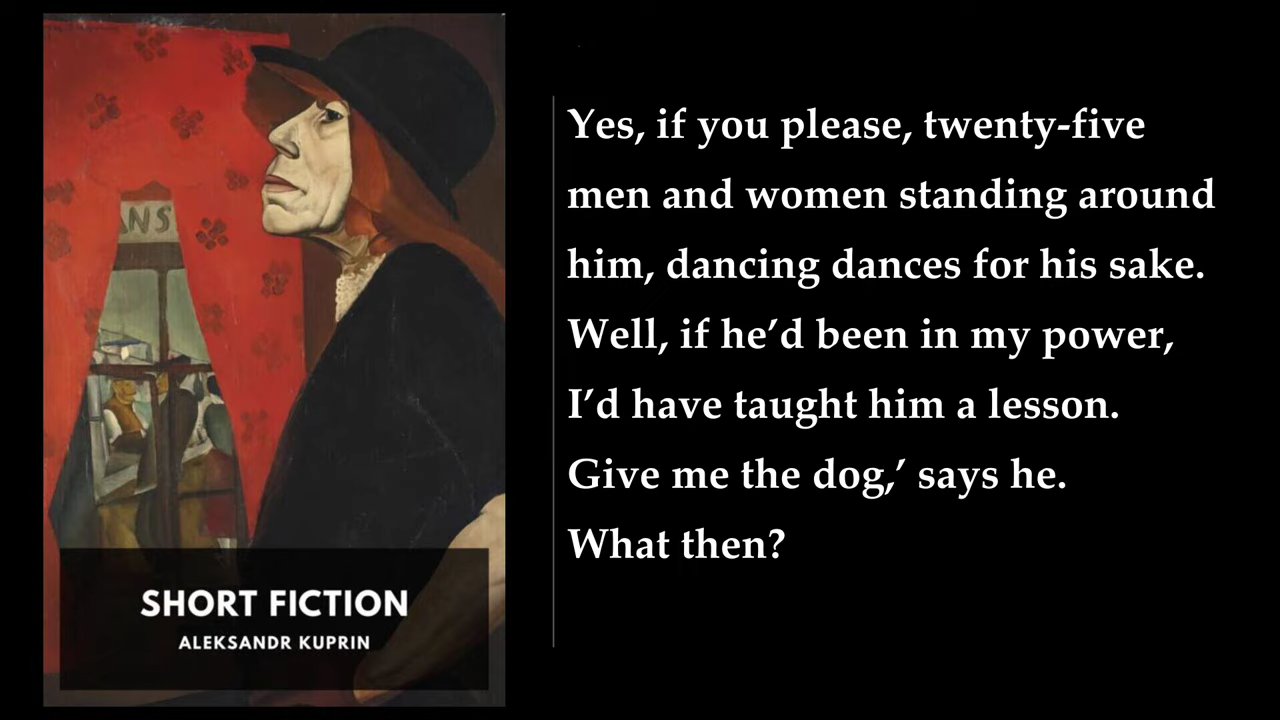 ANS
SHORT FICTION
ALEKSANDR KUPRIN
Yes, if you please, twenty-five
men and women standing around
him, dancing dances for his sake.
Well, if he’d been in my power,
I’d have taught him a lesson.
Give me the dog,’ says he.
What then?